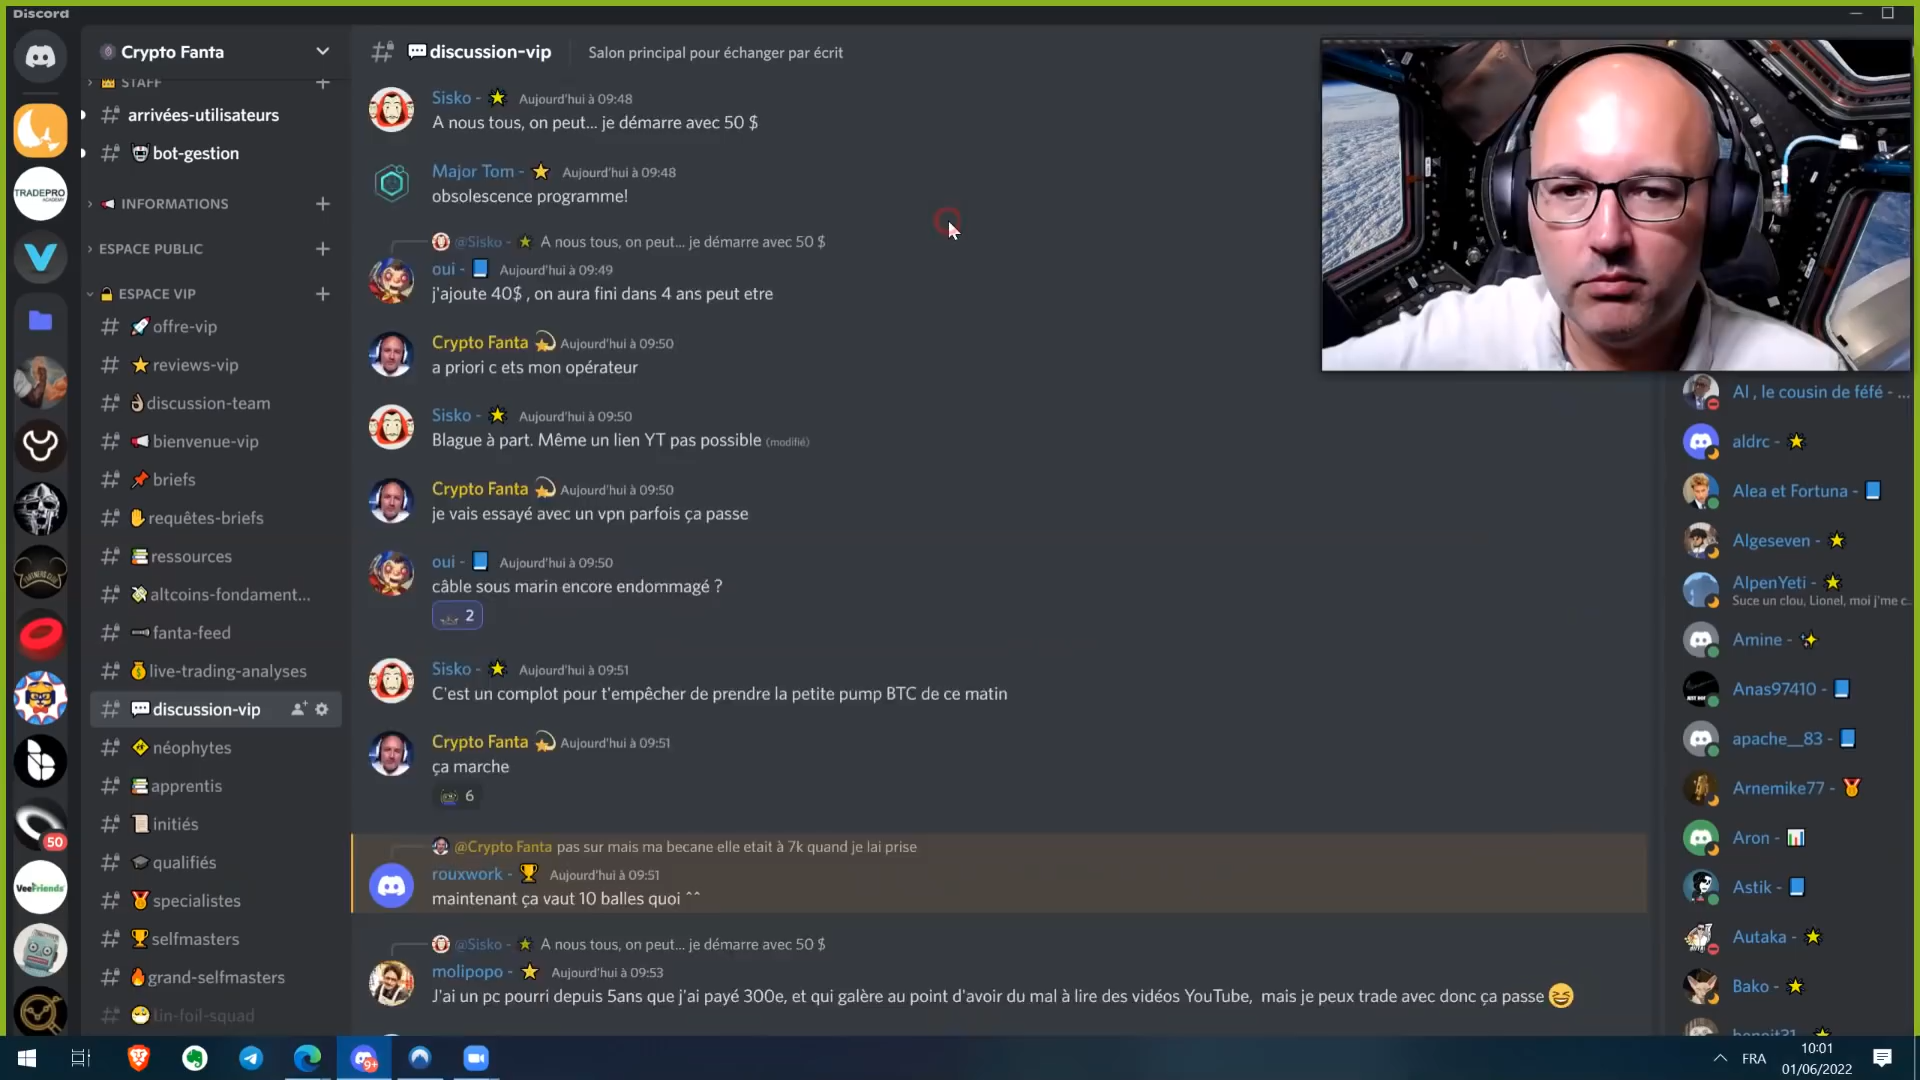 Discord
Crypto Fanta
STAFF
arrivées-utilisateurs
bot-gestion
INFORMATIONS
ESPACE PUBLIC
ESPACE VIP
offre-vip
reviews-vip
discussion-team
bienvenue-vip
briefs
requêtes-briefs
ressources
altcoins-fondament...
fanta-feed
live-trading-analyses
discussion-vip
néophytes
apprentis
initiés
qualifiés
specialistes
selfmasters
grand-selfmasters
tin-foil-squad
TRADEPRO
ACADEMY
50
VeeFriends
discussion-vip
Salon principal pour échanger par écrit
Sisko - Aujourd'hui à 09:48
A nous tous, on peut... je démarre avec 50 $
Major Tom - Aujourd'hui à 09:48
obsolescence programme!
@Sisko - A nous tous, on peut... je démarre avec 50 $
oui - Aujourd'hui à 09:49
j'ajoute 40$ , on aura fini dans 4 ans peut etre
Crypto Fanta Aujourd'hui à 09:50
a priori c ets mon opérateur
Sisko - Aujourd'hui à 09:50
Blague à part. Même un lien YT pas possible (modifié)
Crypto Fanta Aujourd'hui à 09:50
je vais essayé avec un vpn parfois ça passe
oui - Aujourd'hui à 09:50
câble sous marin encore endommagé ?
2
Sisko - Aujourd'hui à 09:51
C'est un complot pour t'empêcher de prendre la petite pump BTC de ce matin
Crypto Fanta Aujourd'hui à 09:51
ça marche
6
@Crypto Fanta pas sur mais ma becane elle etait à 7k quand je lai prise
rouxwork - Aujourd'hui à 09:51
maintenant ça vaut 10 balles quoi ^^
@Sisko - A nous tous, on peut... je démarre avec 50 $
molipopo - Aujourd'hui à 09:53
J'ai un pc pourri depuis 5ans que j'ai payé 300e, et qui galère au point d'avoir du mal à lire des vidéos YouTube, mais je peux trade avec donc ça passe
Al , le cousin de féfé - ...
aldrc -
Alea et Fortuna -
Algeseven -
AlpenYeti -
Suce un clou, Lionel, moi j'me c...
Amine -
Anas97410 -
apache__83 -
Arnemike77 -
Aron -
Astik -
Autaka -
Bako -
9+
FRA
10:01
01/06/2022